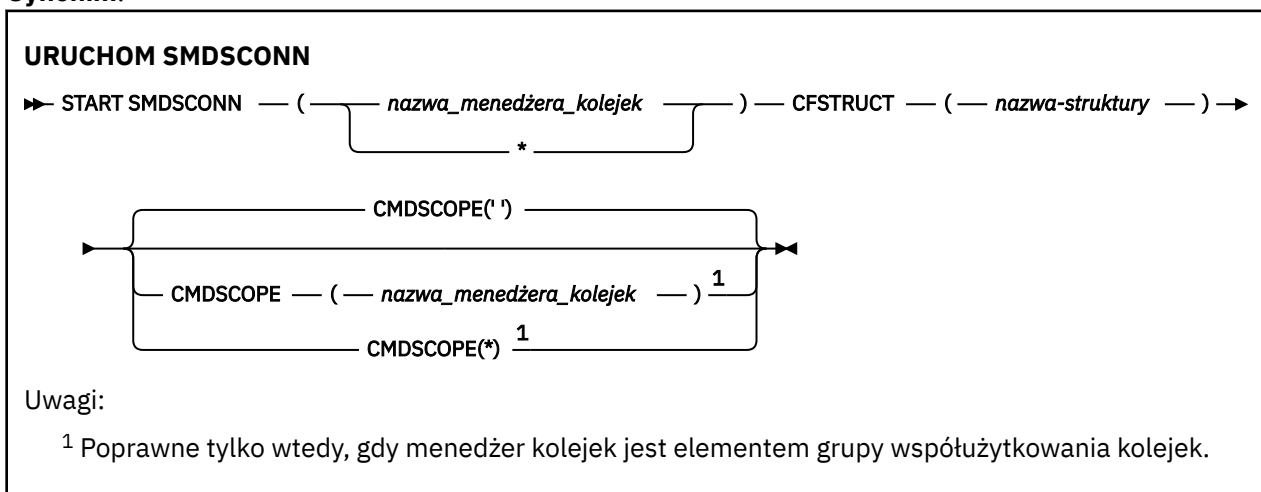 URUCHOM SMDSCONN
START SMDSCONN ( nazwa_menedżera_kolejek ) CFSTRUCT ( nazwa-struktury )
*
CMDSCOPE(' ')
CMDSCOPE ( nazwa_menedżera_kolejek ) 1
CMDSCOPE(*) 1
Uwagi:
1 Poprawne tylko wtedy, gdy menedżer kolejek jest elementem grupy współużytkowania kolejek.